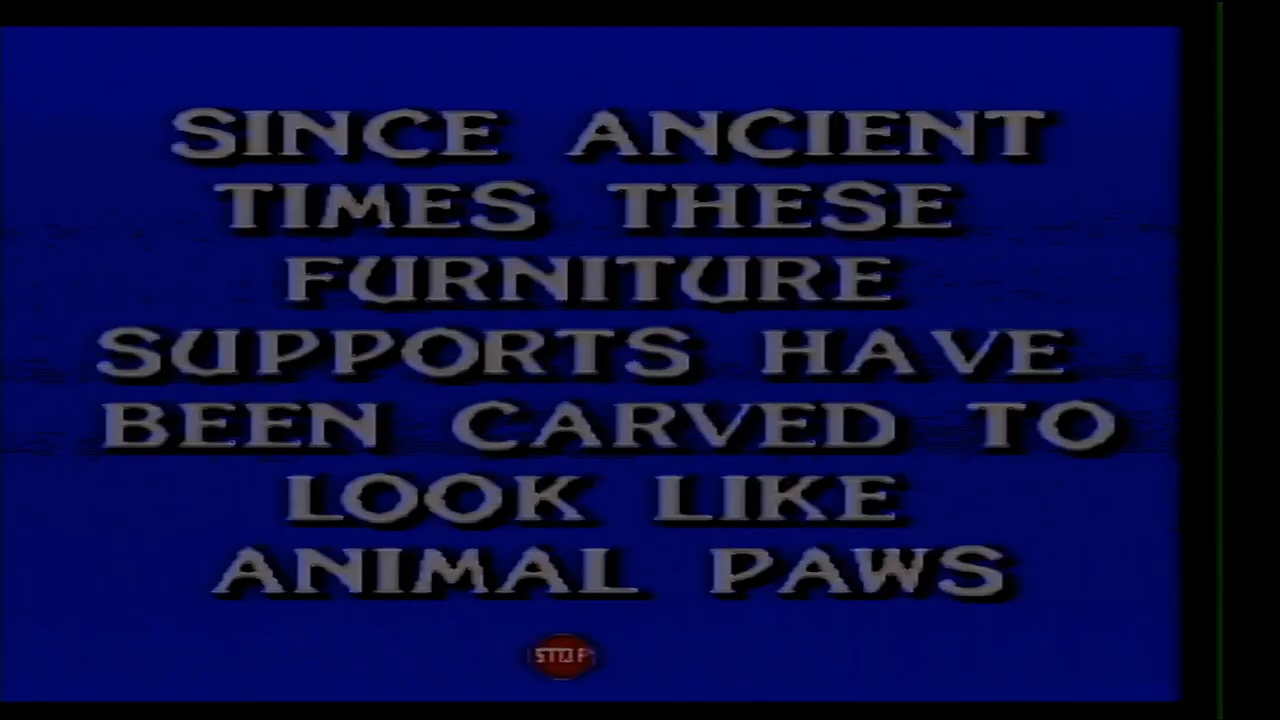 SINCE ANCIENT
TIMES THESE
FURNITURE
SUPPORTS HAVE
BEEN CARVED TO
LOOK LIKE
ANIMAL PAWS
STOP